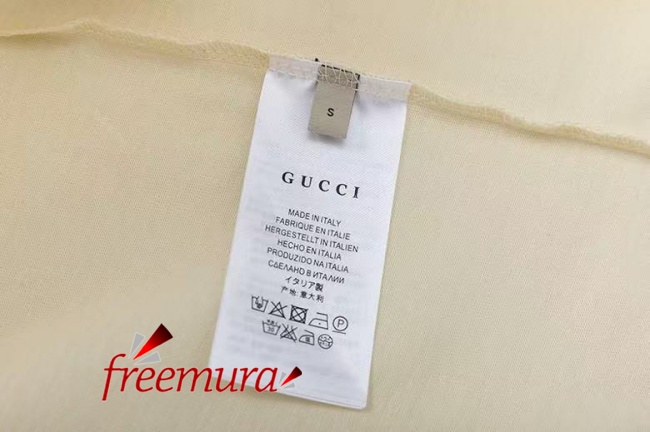 S
GUCCI
MADE IN ITALY
FABRIQUE EN ITALIE
HERGESTELLT IN ITALIEN
HECHO EN ITALIA
PRODUZIDO NA ITALIA
СДЕЛАНО В ИТАЛИИ
イタリア製
产地:意大利
P
freemura